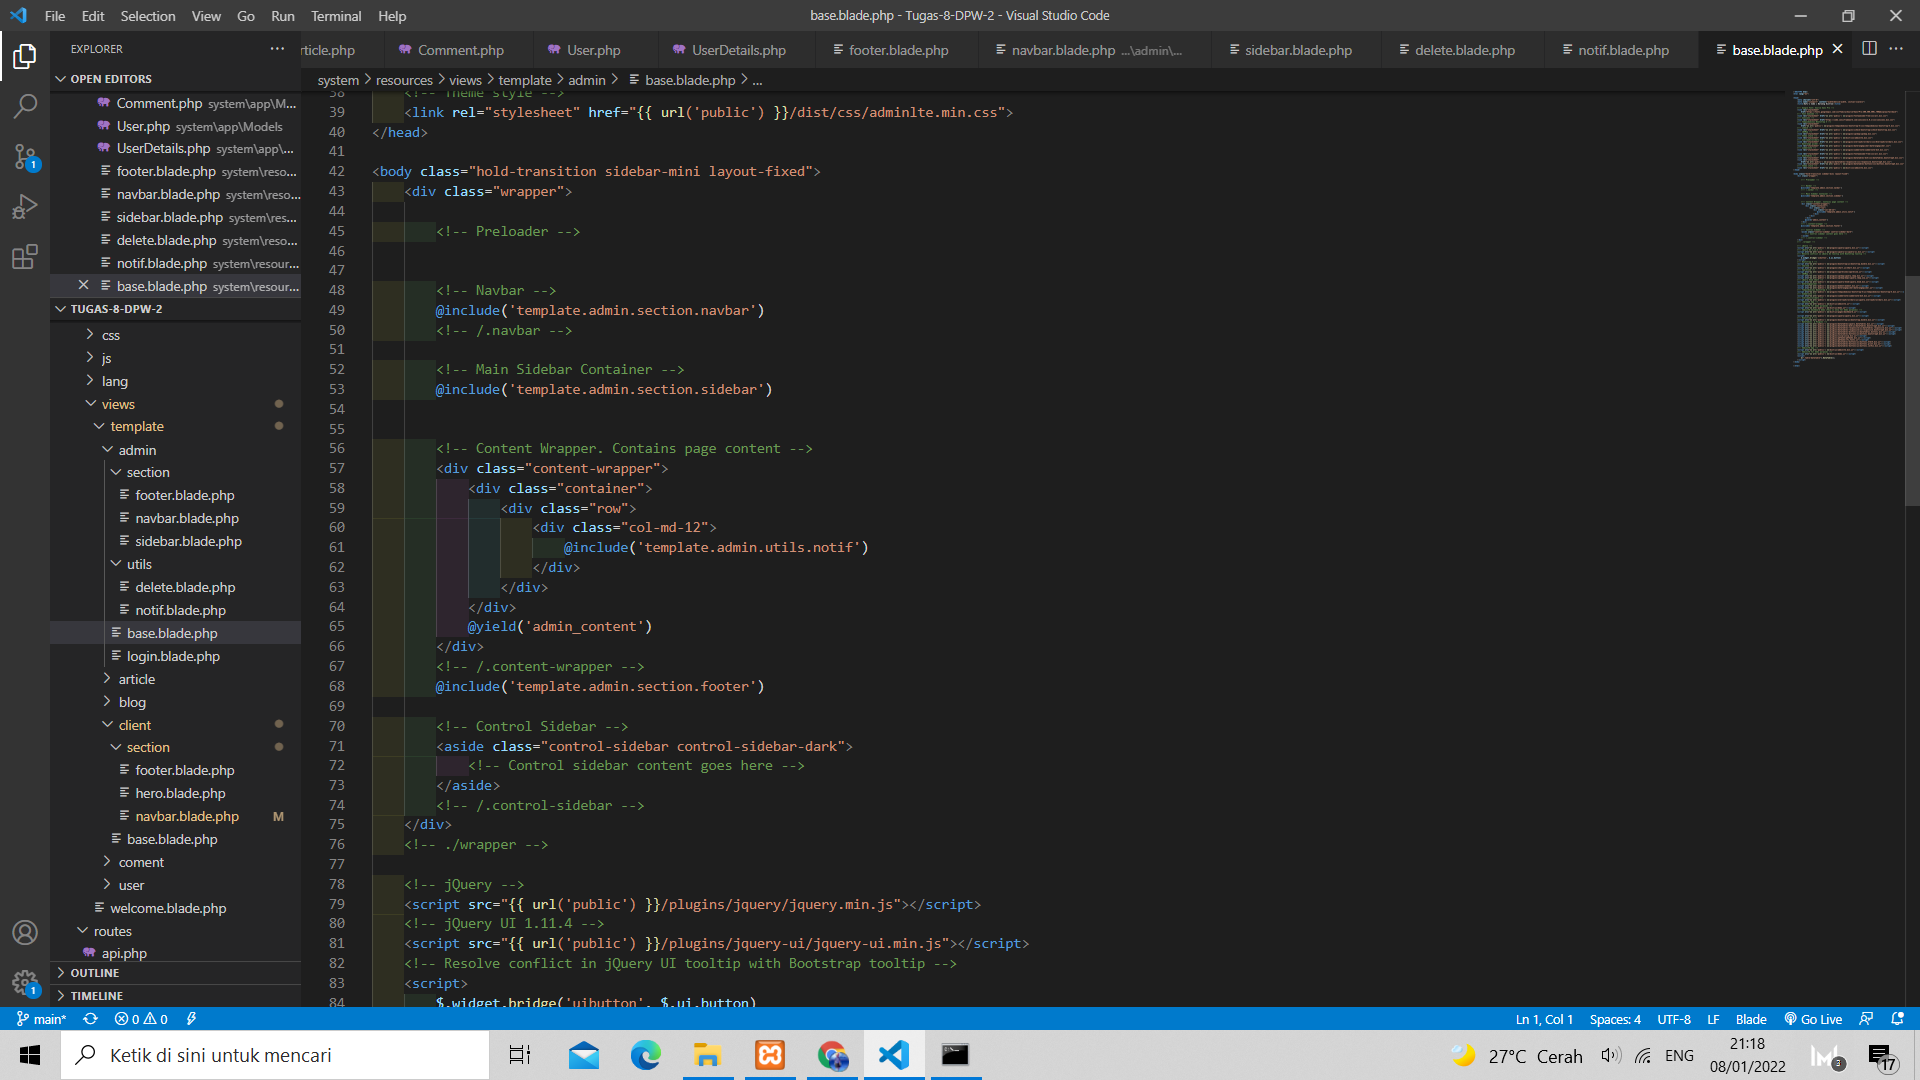 File Edit Selection View Go Run Terminal Help
base.blade.php - Tugas-8-DPW-2 - Visual Studio Code
EXPLORER
rticle.php Comment.php User.php UserDetails.php footer.blade.php navbar.blade.php ...\admin\... sidebar.blade.php delete.blade.php notif.blade.php base.blade.php
system > resources > views > template > admin > base.blade.php > ...
OPEN EDITORS
Comment.php system\app\M...
User.php system\app\Models
UserDetails.php system\app\...
footer.blade.php system\reso...
navbar.blade.php system\reso...
sidebar.blade.php system\res...
delete.blade.php system\reso...
notif.blade.php system\resour...
base.blade.php system\resour...
TUGAS-8-DPW-2
css
js
lang
views
template
admin
section
footer.blade.php
navbar.blade.php
sidebar.blade.php
utils
delete.blade.php
notif.blade.php
base.blade.php
login.blade.php
article
blog
client
section
footer.blade.php
hero.blade.php
navbar.blade.php M
base.blade.php
coment
user
welcome.blade.php
routes
api.php
OUTLINE
TIMELINE
38 <!-- Theme style -->
39 <link rel="stylesheet" href="{{ url('public') }}/dist/css/adminlte.min.css">
40 </head>
41
42 <body class="hold-transition sidebar-mini layout-fixed">
43 <div class="wrapper">
44
45 <!-- Preloader -->
46
47
48 <!-- Navbar -->
49 @include('template.admin.section.navbar')
50 <!-- /.navbar -->
51
52 <!-- Main Sidebar Container -->
53 @include('template.admin.section.sidebar')
54
55
56 <!-- Content Wrapper. Contains page content -->
57 <div class="content-wrapper">
58 <div class="container">
59 <div class="row">
60 <div class="col-md-12">
61 @include('template.admin.utils.notif')
62 </div>
63 </div>
64 </div>
65 @yield('admin_content')
66 </div>
67 <!-- /.content-wrapper -->
68 @include('template.admin.section.footer')
69
70 <!-- Control Sidebar -->
71 <aside class="control-sidebar control-sidebar-dark">
72 <!-- Control sidebar content goes here -->
73 </aside>
74 <!-- /.control-sidebar -->
75 </div>
76 <!-- ./wrapper -->
77
78 <!-- jQuery -->
79 <script src="{{ url('public') }}/plugins/jquery/jquery.min.js"></script>
80 <!-- jQuery UI 1.11.4 -->
81 <script src="{{ url('public') }}/plugins/jquery-ui/jquery-ui.min.js"></script>
82 <!-- Resolve conflict in jQuery UI tooltip with Bootstrap tooltip -->
83 <script>
84 $.widget.bridge('uibutton', $.ui.button)
1
1
main* 0 0
Ln 1, Col 1 Spaces: 4 UTF-8 LF Blade Go Live
Ketik di sini untuk mencari
27°C Cerah ENG
21:18
08/01/2022
3
17